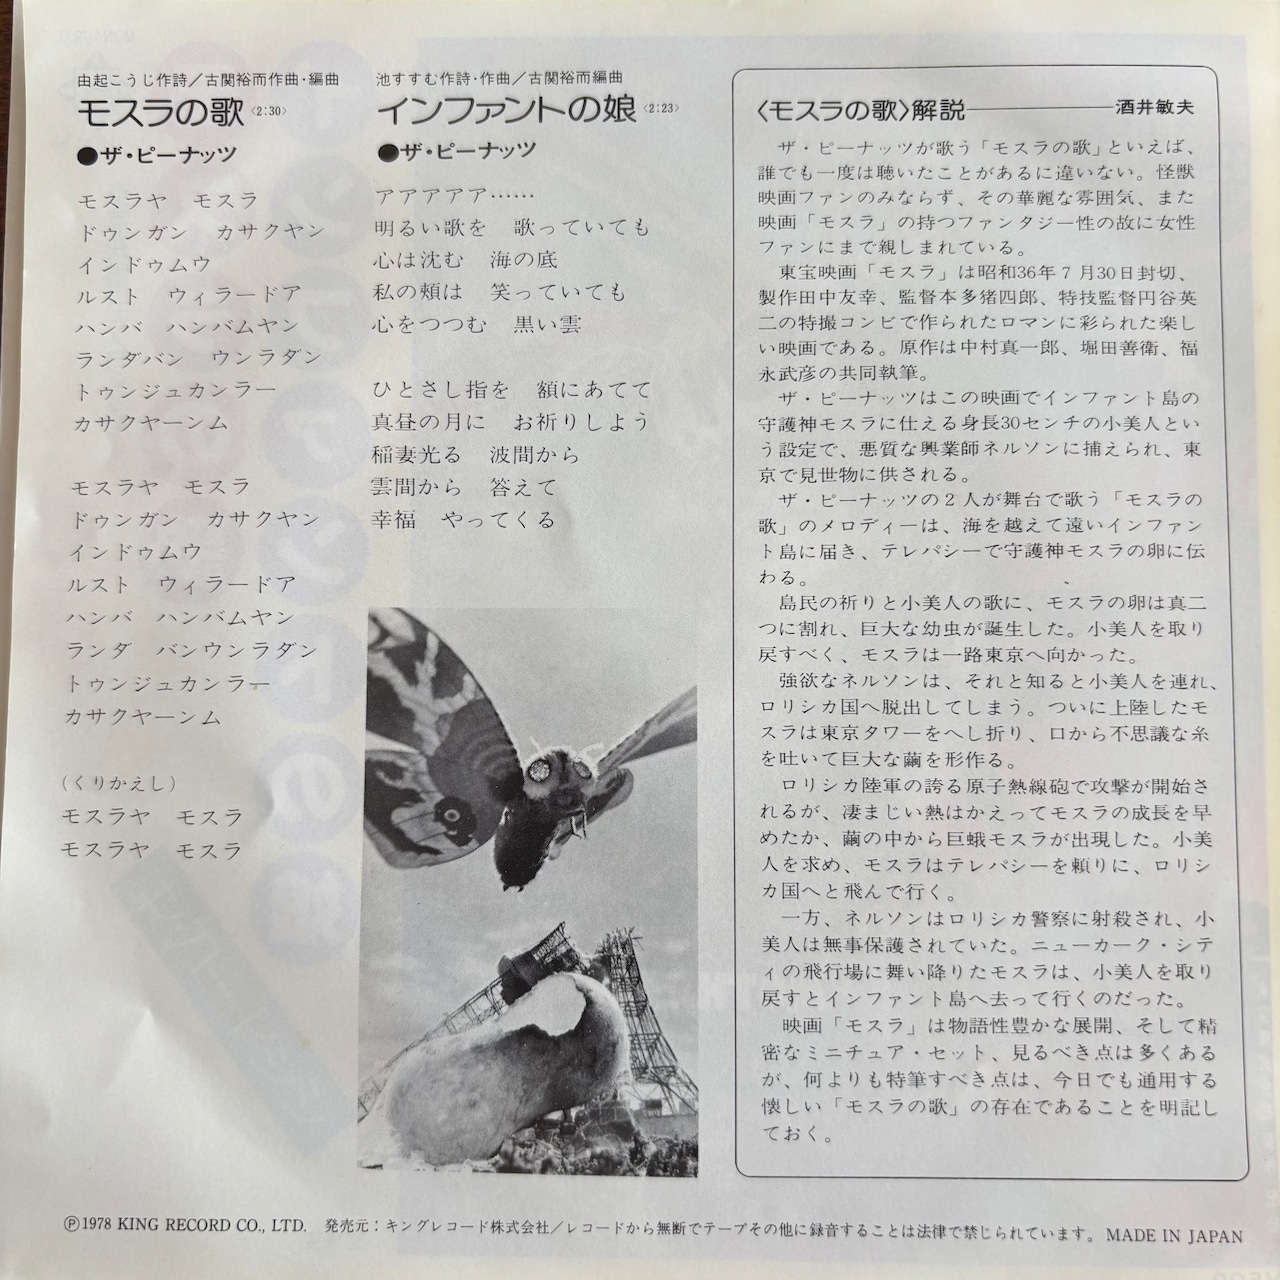 由起こうじ作詩／古関裕而作曲・編曲
モスラの歌〈2:30〉
●ザ・ピーナッツ
モスラヤ　モスラ
ドゥンガン　カサクヤン
インドゥムウ
ルスト　ウィラードア
ハンバ　ハンバムヤン
ランダバン　ウンラダン
トゥンジュカンラー
カサクヤーンム
モスラヤ　モスラ
ドゥンガン　カサクヤン
インドゥムウ
ルスト　ウィラードア
ハンバ　ハンバムヤン
ランダ　バンウンラダン
トゥンジュカンラー
カサクヤーンム
(くりかえし)
モスラヤ　モスラ
モスラヤ　モスラ
池すすむ作詩・作曲／古関裕而編曲
インファントの娘〈2:23〉
●ザ・ピーナッツ
アアアアア……
明るい歌を　歌っていても
心は沈む　海の底
私の頬は　笑っていても
心をつつむ　黒い雲
ひとさし指を　額にあてて
真昼の月に　お祈りしよう
稲妻光る　波間から
雲間から　答えて
幸福　やってくる
〈モスラの歌〉解説――酒井敏夫
ザ・ピーナッツが歌う「モスラの歌」といえば、
誰でも一度は聴いたことがあるに違いない。怪獣
映画ファンのみならず、その華麗な雰囲気、また
映画「モスラ」の持つファンタジー性の故に女性
ファンにまで親しまれている。
東宝映画「モスラ」は昭和36年7月30日封切、
製作田中友幸、監督本多猪四郎、特技監督円谷英
二の特撮コンビで作られたロマンに彩られた楽し
い映画である。原作は中村真一郎、堀田善衛、福
永武彦の共同執筆。
ザ・ピーナッツはこの映画でインファント島の
守護神モスラに仕える身長30センチの小美人とい
う設定で、悪質な興業師ネルソンに捕えられ、東
京で見世物に供される。
ザ・ピーナッツの2人が舞台で歌う「モスラの
歌」のメロディーは、海を越えて遠いインファン
ト島に届き、テレパシーで守護神モスラの卵に伝
わる。
島民の祈りと小美人の歌に、モスラの卵は真二
つに割れ、巨大な幼虫が誕生した。小美人を取り
戻すべく、モスラは一路東京へ向かった。
強欲なネルソンは、それと知ると小美人を連れ、
ロリシカ国へ脱出してしまう。ついに上陸したモ
スラは東京タワーをへし折り、口から不思議な糸
を吐いて巨大な繭を形作る。
ロリシカ陸軍の誇る原子熱線砲で攻撃が開始さ
れるが、凄まじい熱はかえってモスラの成長を早
めたか、繭の中から巨蛾モスラが出現した。小美
人を求め、モスラはテレパシーを頼りに、ロリシ
カ国へと飛んで行く。
一方、ネルソンはロリシカ警察に射殺され、小
美人は無事保護されていた。ニューカーク・シテ
ィの飛行場に舞い降りたモスラは、小美人を取り
戻すとインファント島へ去って行くのだった。
映画「モスラ」は物語性豊かな展開、そして精
密なミニチュア・セット、見るべき点は多くある
が、何よりも特筆すべき点は、今日でも通用する
懐しい「モスラの歌」の存在であることを明記し
ておく。
Ⓟ1978 KING RECORD CO., LTD.　発売元：キングレコード株式会社／レコードから無断でテープその他に録音することは法律で禁じられています。MADE IN JAPAN